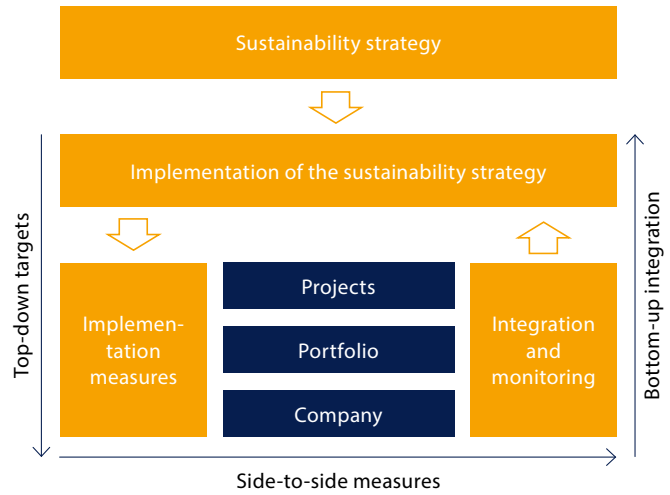 Sustainability strategy
Implementation of the sustainability strategy
Top-down targets
Implemen-
tation
measures
Projects
Portfolio
Company
Integration
and
monitoring
Bottom-up integration
Side-to-side measures